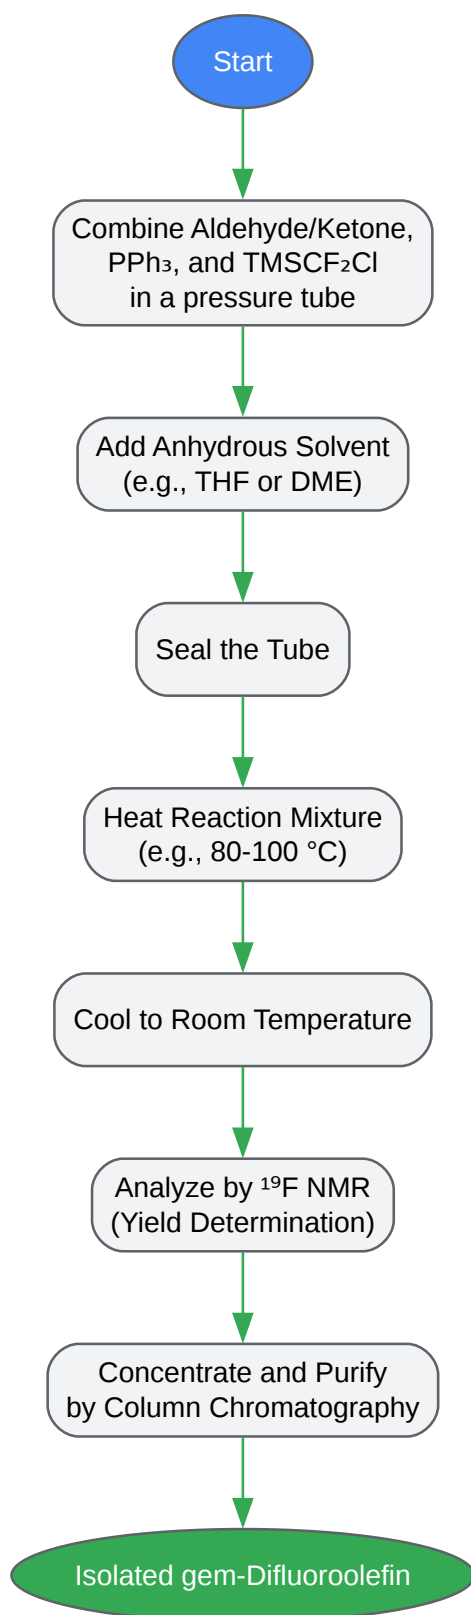 Start
Combine Aldehyde/Ketone,
PPh₃, and TMSCF₂Cl
in a pressure tube
Add Anhydrous Solvent
(e.g., THF or DME)
Seal the Tube
Heat Reaction Mixture
(e.g., 80-100 °C)
Cool to Room Temperature
Analyze by ¹⁹F NMR
(Yield Determination)
Concentrate and Purify
by Column Chromatography
Isolated gem-Difluoroolefin